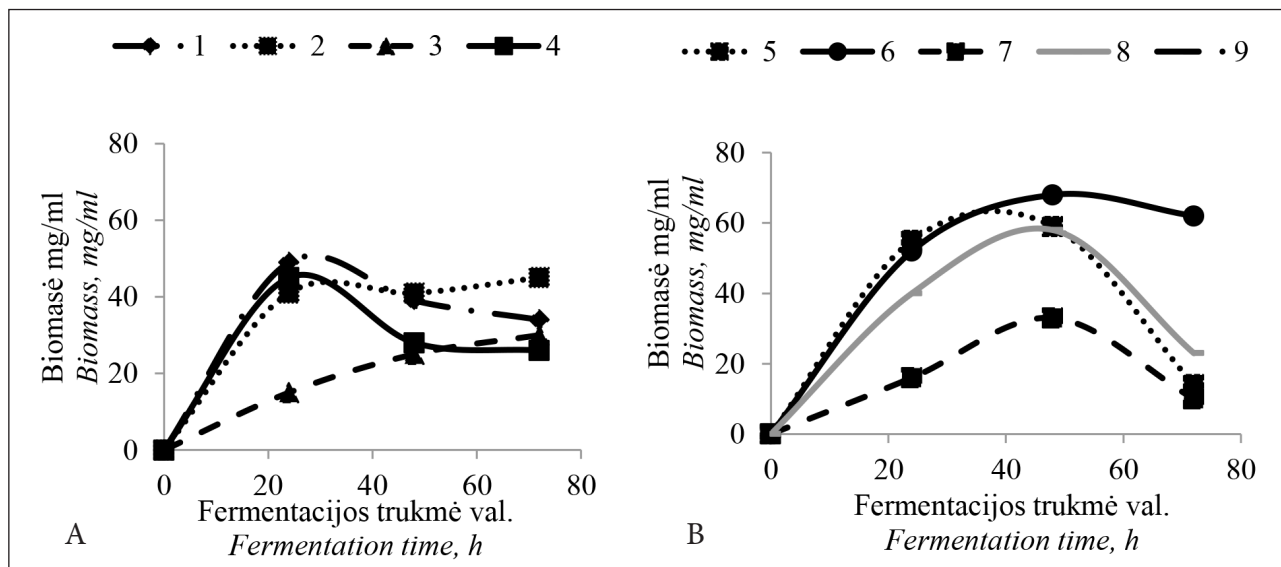 1 2 3 4
80
60
40
20
0
Biomasė mg/ml
Biomass, mg/ml
0 20 40 60 80
Fermentacijos trukmė val.
Fermentation time, h
A
5 6 7 8 9
80
60
40
20
0
Biomasė mg/ml
Biomass, mg/ml
0 20 40 60 80
Fermentacijos trukmė val.
Fermentation time, h
B